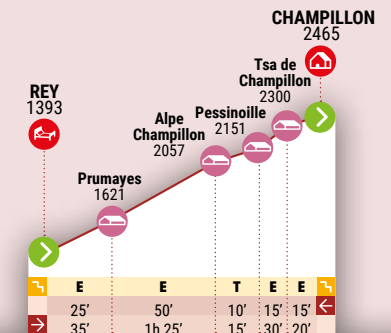 CHAMPILLON
2465
Tsa de
Champillon
2300
REY
1393
Alpe
Champillon
2057
Pessinoille
2151
Prumayes
1621
E E T E E
25’ 50’ 10’ 15’ 15’
35’ 1h 25’ 15’ 30’ 20’